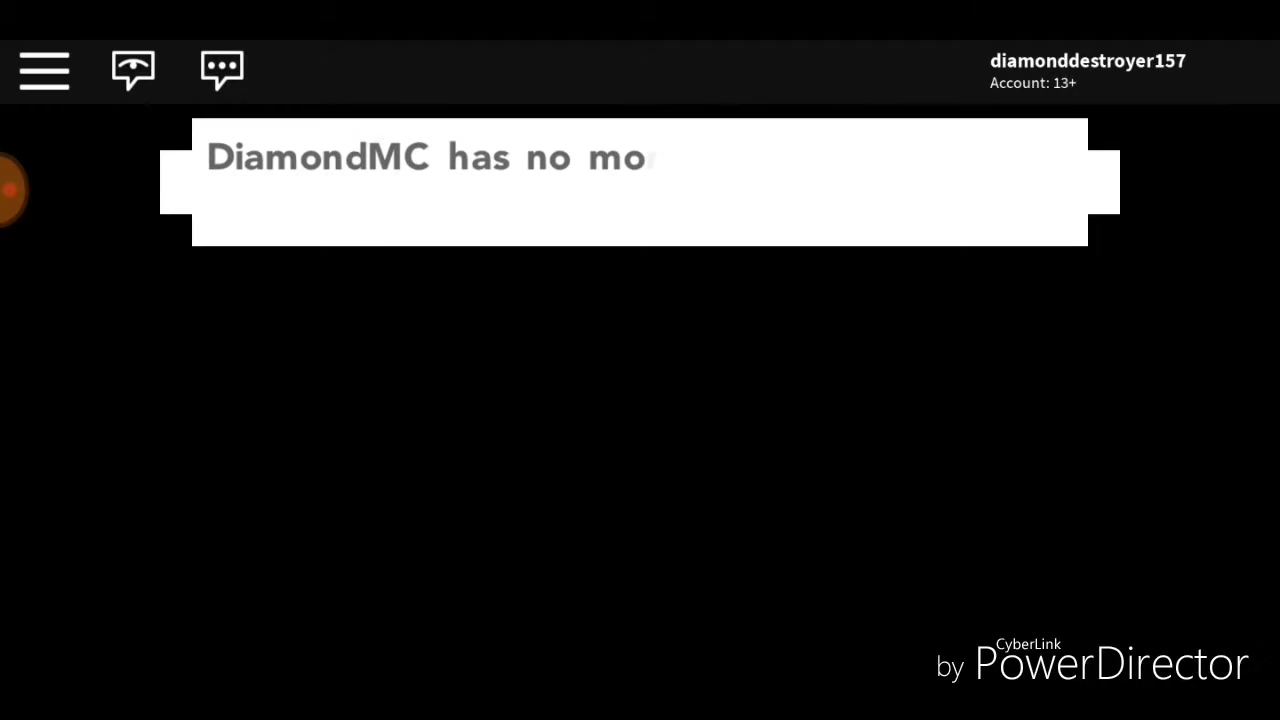 diamonddestroyer157
Account: 13+
DiamondMC has no mo
CyberLink
by PowerDirector